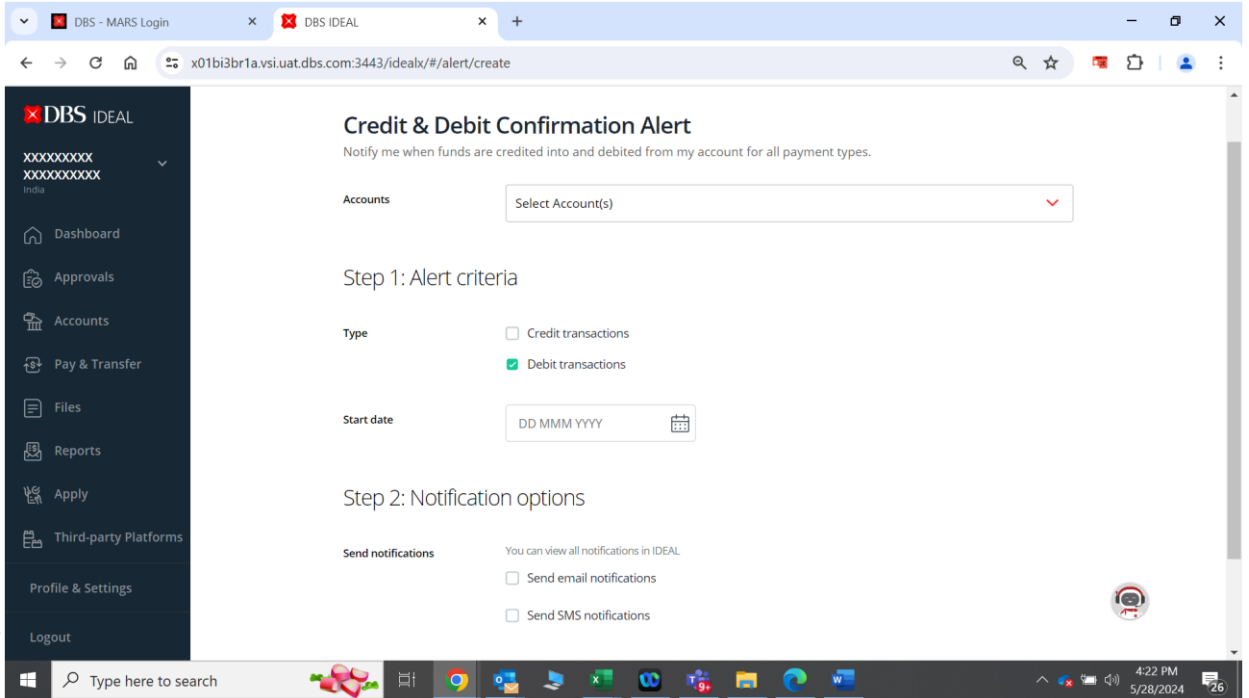 DBS - MARS Login
DBS IDEAL
x01bi3br1a.vsi.uat.dbs.com:3443/idealx/#/alert/create
DBS IDEAL
XXXXXXXXX
XXXXXXXXXX
India
Dashboard
Approvals
Accounts
Pay & Transfer
Files
Reports
Apply
Third-party Platforms
Profile & Settings
Logout
Credit & Debit Confirmation Alert
Notify me when funds are credited into and debited from my account for all payment types.
Accounts
Select Account(s)
Step 1: Alert criteria
Type
Credit transactions
Debit transactions
Start date
DD MMM YYYY
Step 2: Notification options
Send notifications
You can view all notifications in IDEAL
Send email notifications
Send SMS notifications
Type here to search
9+
4:22 PM
5/28/2024
26